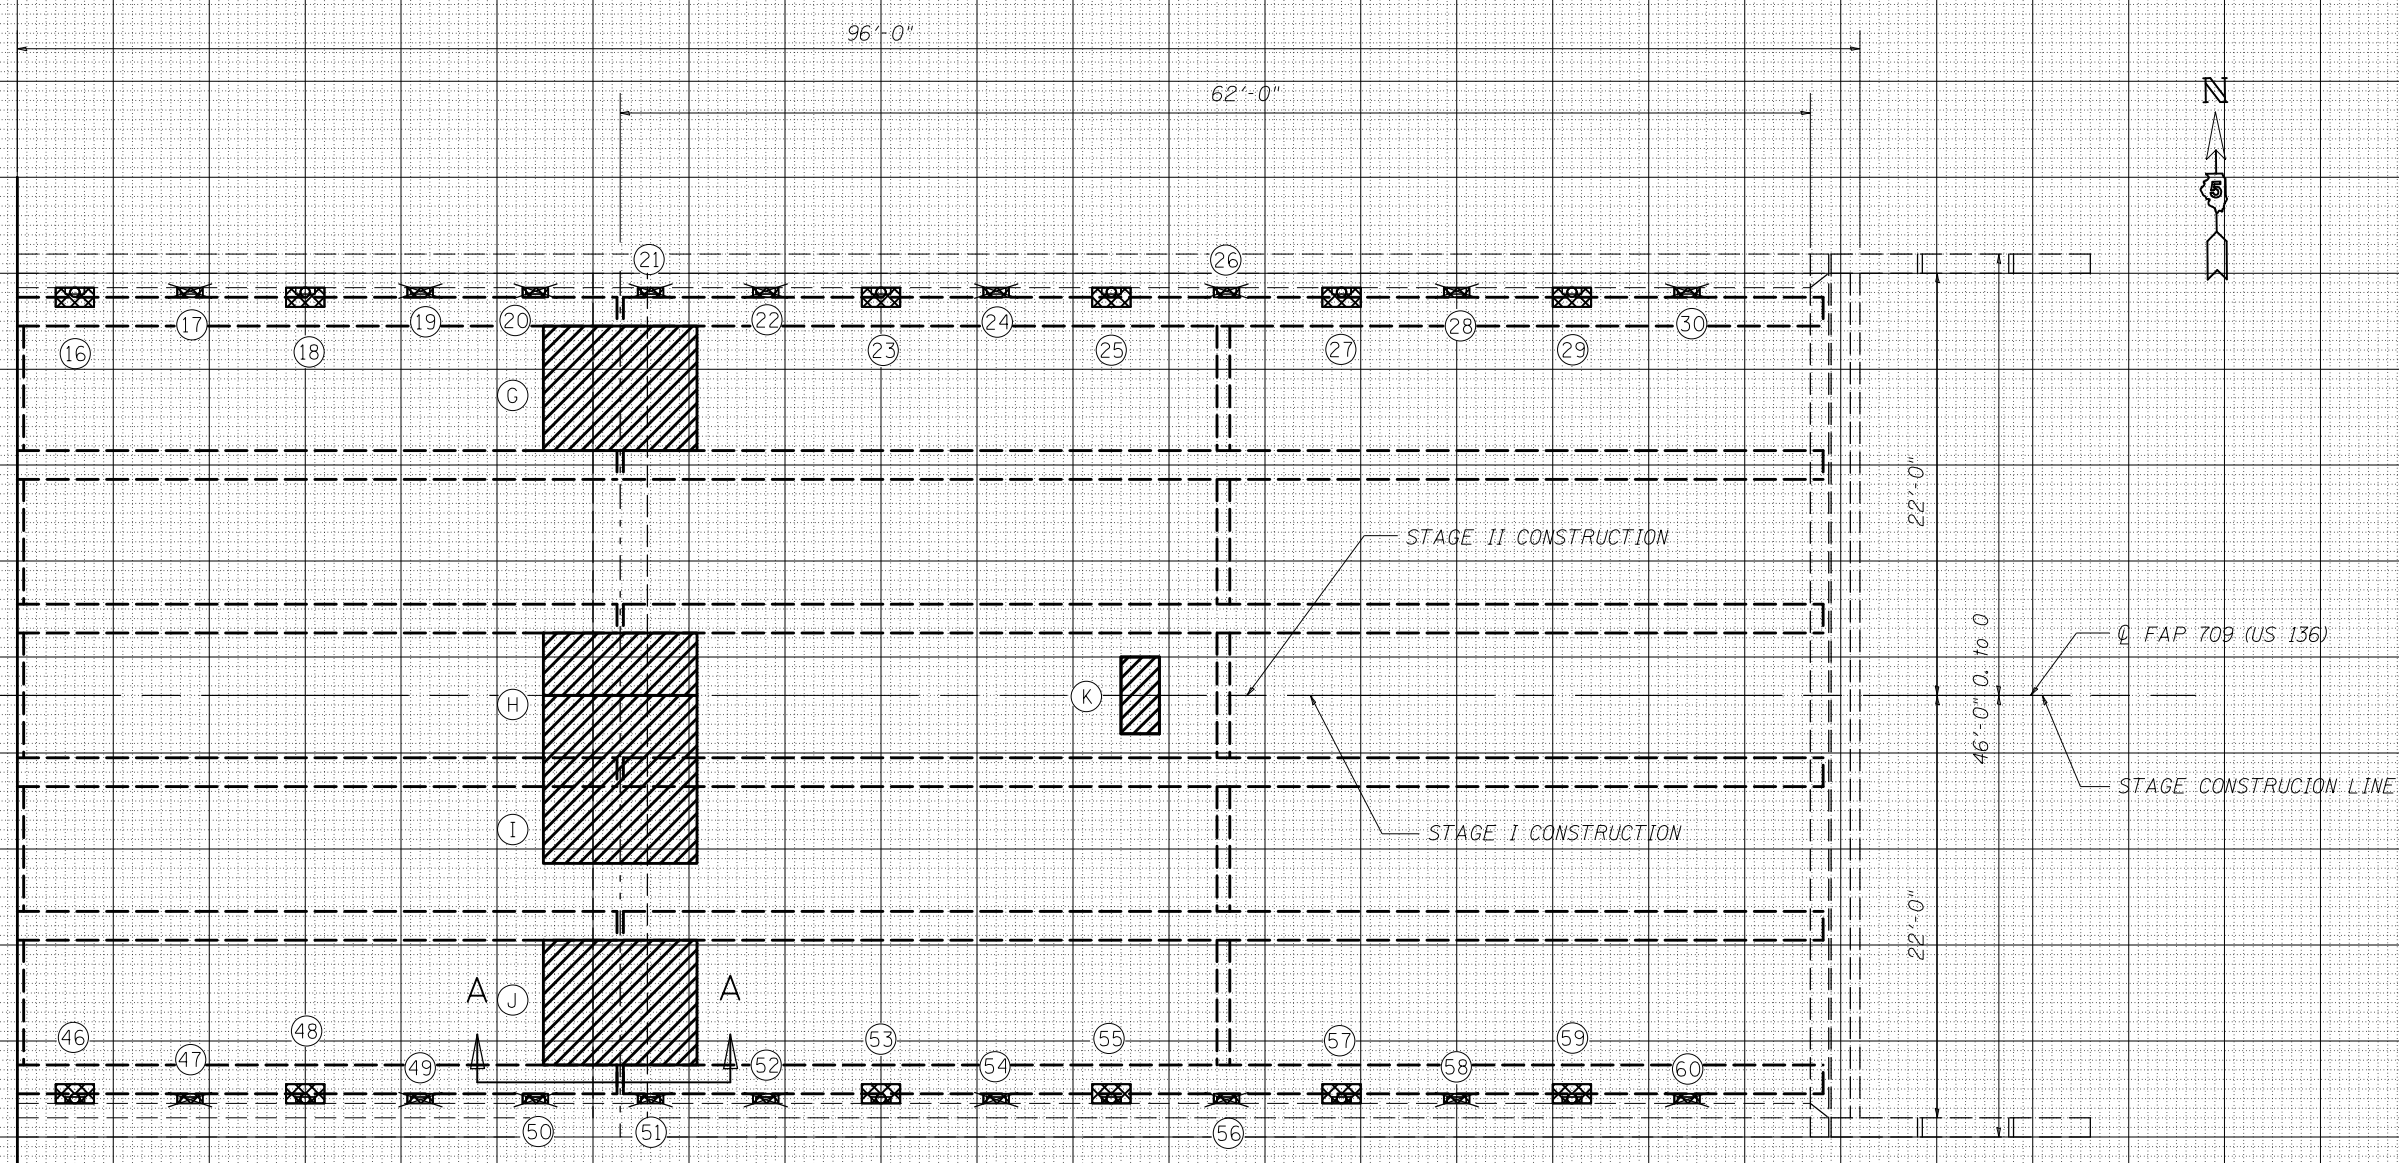 96'-0"
62'-0"
N
5
21
26
16
17
18
19
20
22
23
24
25
27
28
29
30
G
22'-0"
STAGE II CONSTRUCTION
46'-0" O. to O
℄ FAP 709 (US 136)
H
K
STAGE CONSTRUCION LINE
I
STAGE I CONSTRUCTION
22'-0"
A
A
J
46
47
48
49
52
53
54
55
57
58
59
60
50
51
56